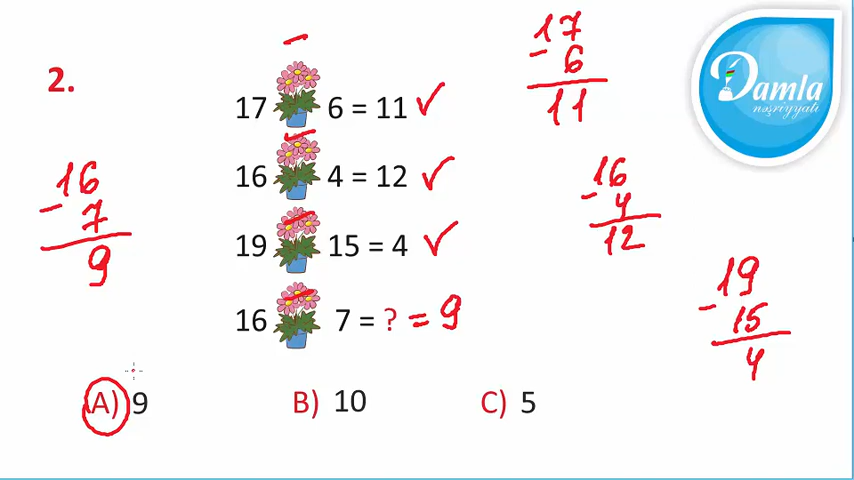 2.
17 6 = 11 ✓
16 4 = 12 ✓
19 15 = 4 ✓
16 7 = ? = 9
A) 9 B) 10 C) 5
16
- 7
9
17
- 6
11
16
- 4
12
19
- 15
4
Damla
nəşriyyatı